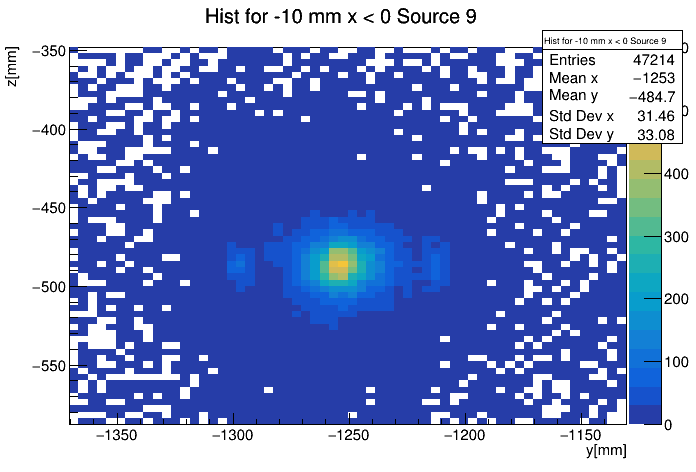 Hist for -10 mm x < 0 Source 9
Hist for -10 mm x < 0 Source 9
Entries 47214
Mean x −1253
Mean y −484.7
Std Dev x 31.46
Std Dev y 33.08
z[mm]
−350
−400
−450
−500
−550
0
0
400
300
200
100
0
−1350 −1300 −1250 −1200 −1150
y[mm]